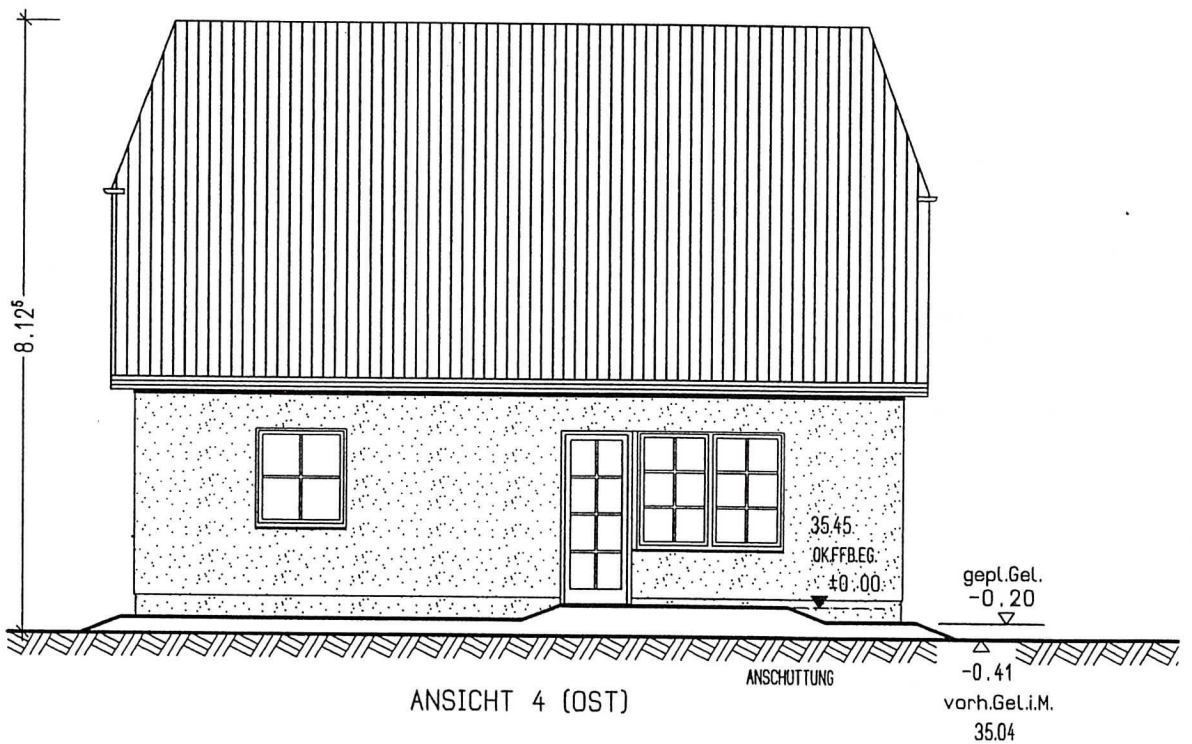 8.12⁵
35.45
OKFFB.EG.
±0.00
gepl.Gel.
-0.20
ANSCHÜTTUNG
-0.41
vorh.Gel.i.M.
35.04
ANSICHT 4 (OST)